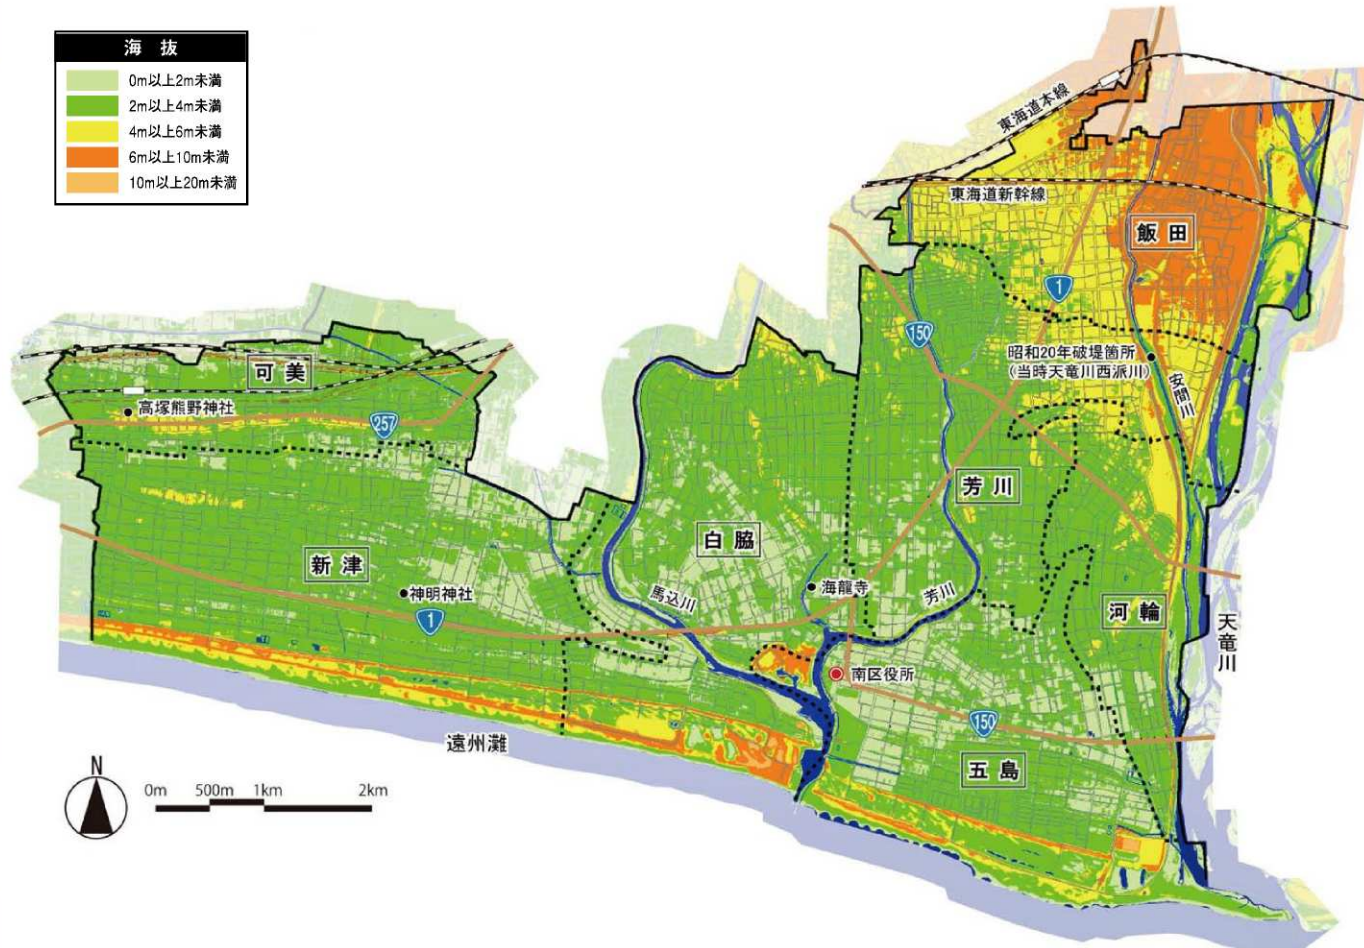 海 抜
0m以上2m未満
2m以上4m未満
4m以上6m未満
6m以上10m未満
10m以上20m未満
東海道本線
東海道新幹線
飯田
1
150
昭和20年破堤箇所
(当時天竜川西派川)
安間川
可美
高塚熊野神社
257
芳川
白脇
新津
神明神社
1
馬込川
海龍寺
芳川
河輪
天竜川
南区役所
150
五島
遠州灘
N
0m 500m 1km 2km